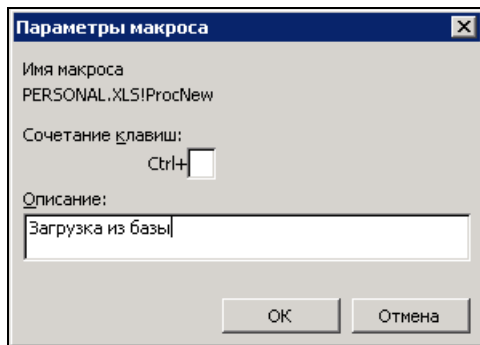 Параметры макроса
Имя макроса
PERSONAL.XLS!ProcNew
Сочетание клавиш:
Ctrl+
Описание:
Загрузка из базы
ОК
Отмена